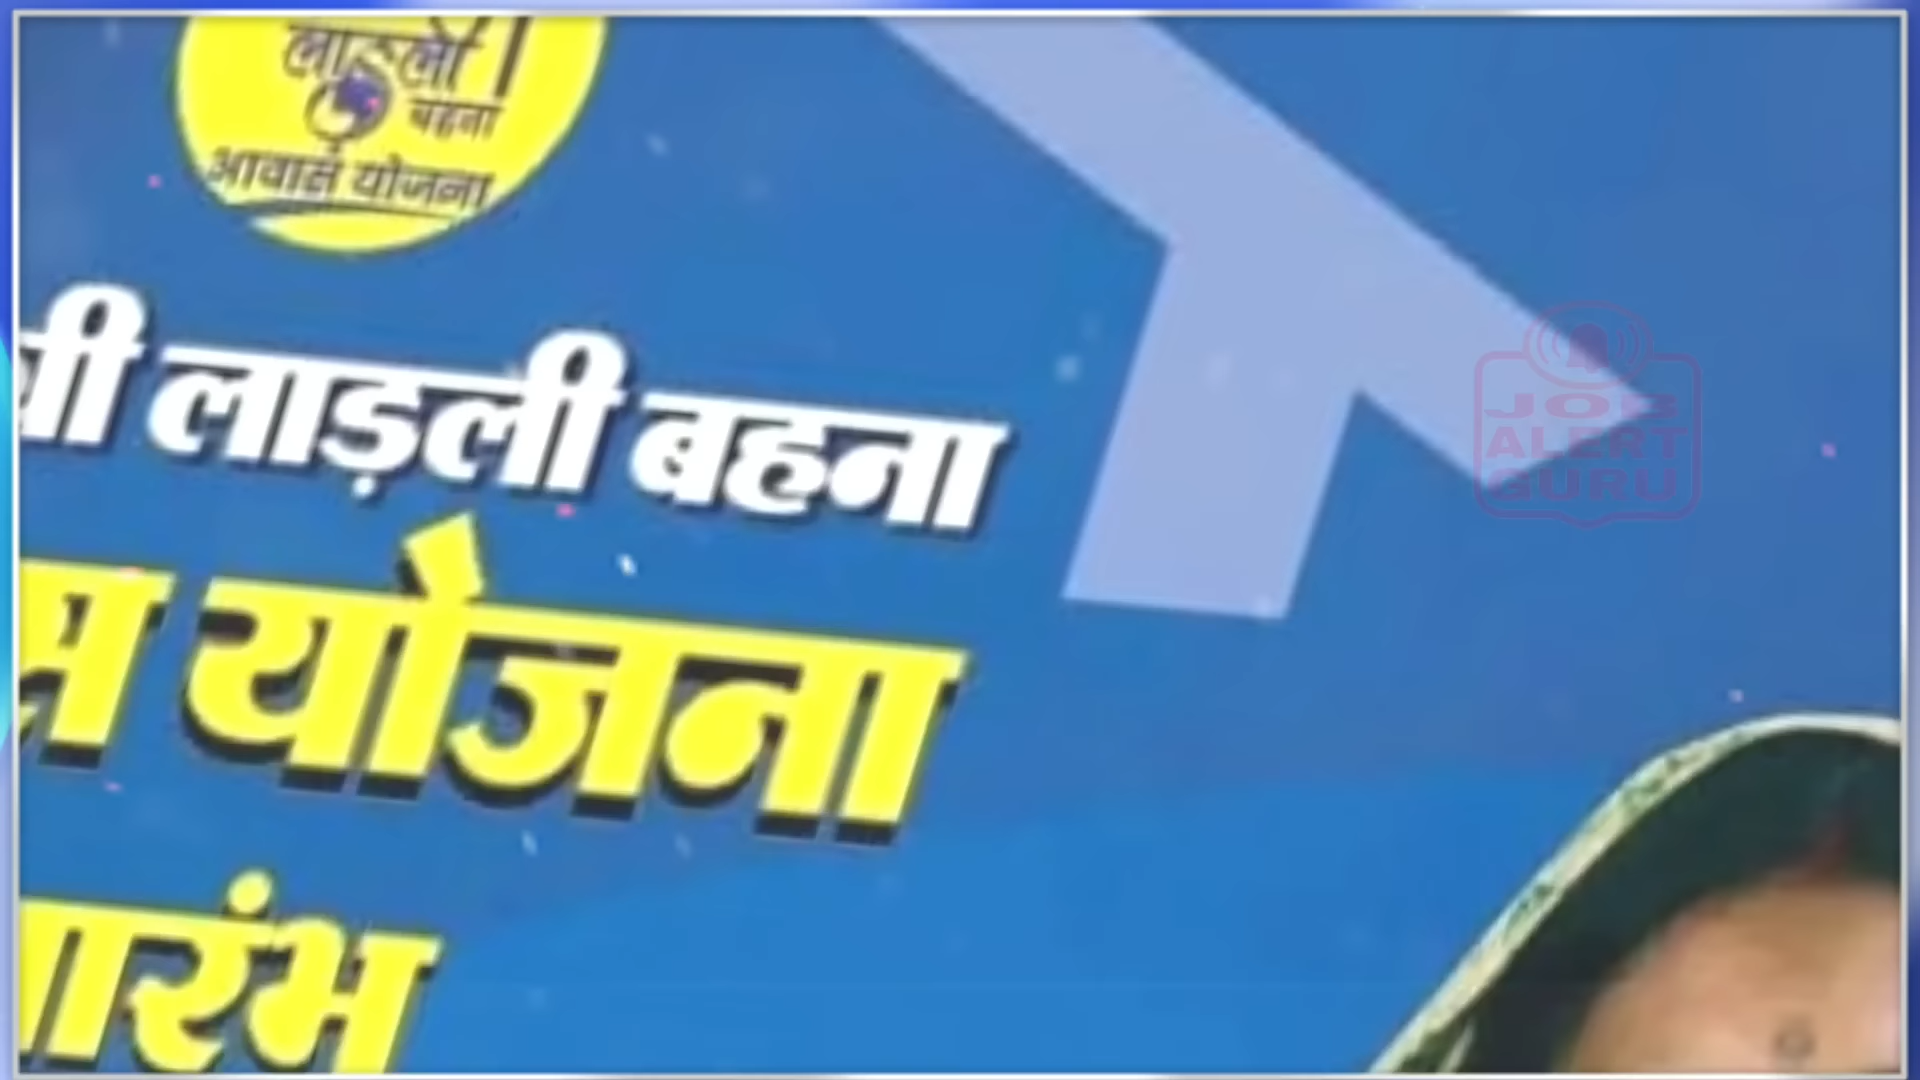 लाड़ली
बहना
आवास योजना
लाड़ली बहना
योजना
JOB
ALERT
GURU